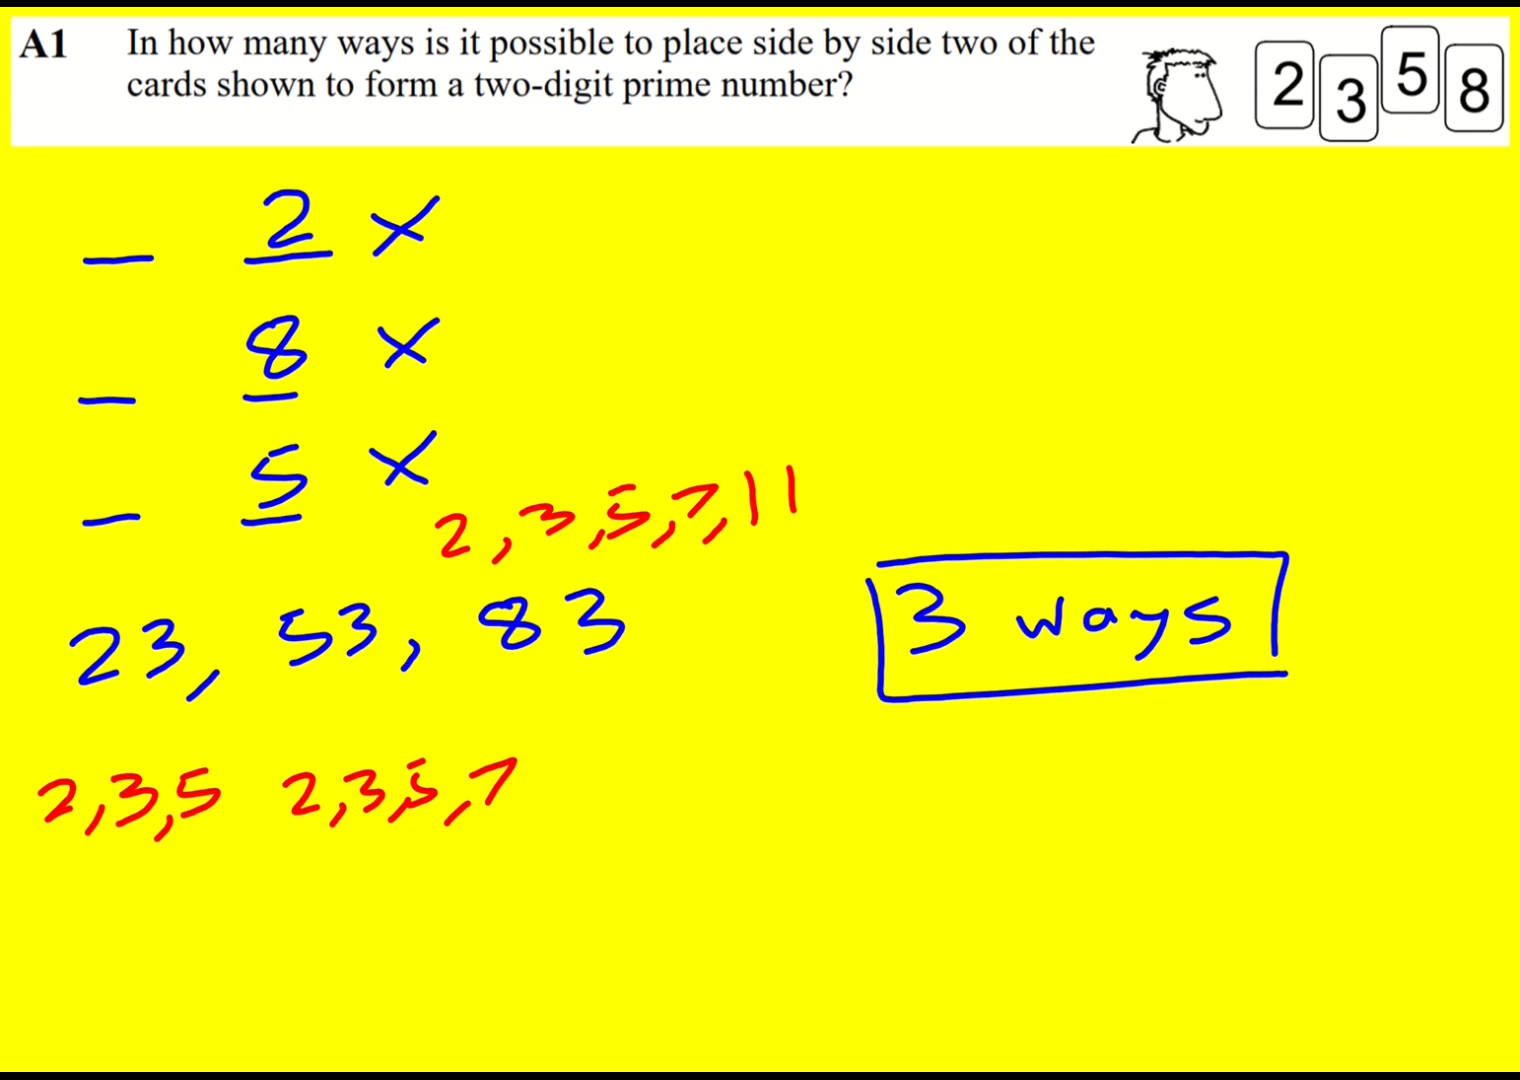 A1 In how many ways is it possible to place side by side two of the
cards shown to form a two-digit prime number?
2 3 5 8
_ 2 ×
_ 8 ×
_ 5 ×
2, 3, 5, 7, 11
23, 53, 83
3 ways
2, 3, 5 2, 3, 5, 7